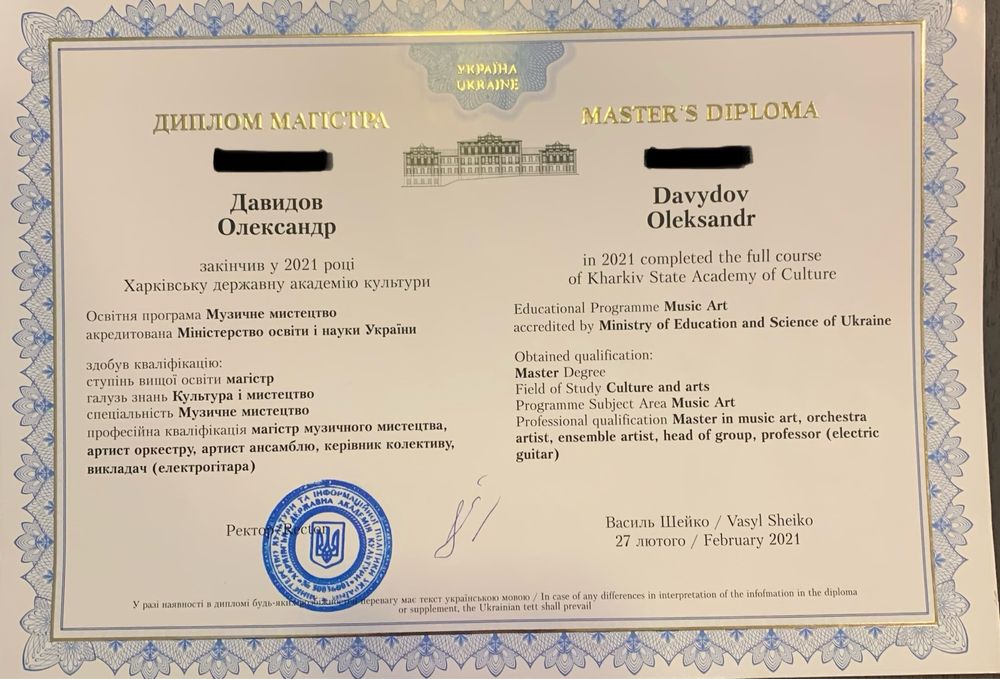 УКРАЇНА
UKRAINE
ДИПЛОМ МАГІСТРА
Давидов
Олександр
закінчив у 2021 році
Харківську державну академію культури
Освітня програма Музичне мистецтво
акредитована Міністерство освіти і науки України
здобув кваліфікацію:
ступінь вищої освіти магістр
галузь знань Культура і мистецтво
спеціальність Музичне мистецтво
професійна кваліфікація магістр музичного мистецтва,
артист оркестру, артист ансамблю, керівник колективу,
викладач (електрогітара)
MASTER'S DIPLOMA
Davydov
Oleksandr
in 2021 completed the full course
of Kharkiv State Academy of Culture
Educational Programme Music Art
accredited by Ministry of Education and Science of Ukraine
Obtained qualification:
Master Degree
Field of Study Culture and arts
Programme Subject Area Music Art
Professional qualification Master in music art, orchestra
artist, ensemble artist, head of group, professor (electric
guitar)
Ректор/Rector
Василь Шейко / Vasyl Sheiko
27 лютого / February 2021
У разі наявності в дипломі перевагу має текст українською мовою / In case of any differences in interpretation of the infofmation in the diploma
or supplement, the Ukrainian tett shall prevail